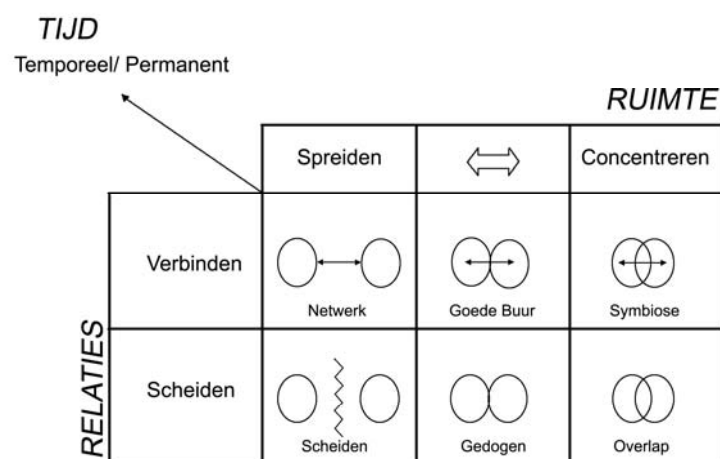 TIJD
Temporeel/ Permanent
RUIMTE
Spreiden
Concentreren
Verbinden
Netwerk
Goede Buur
Symbiose
RELATIES
Scheiden
Scheiden
Gedogen
Overlap